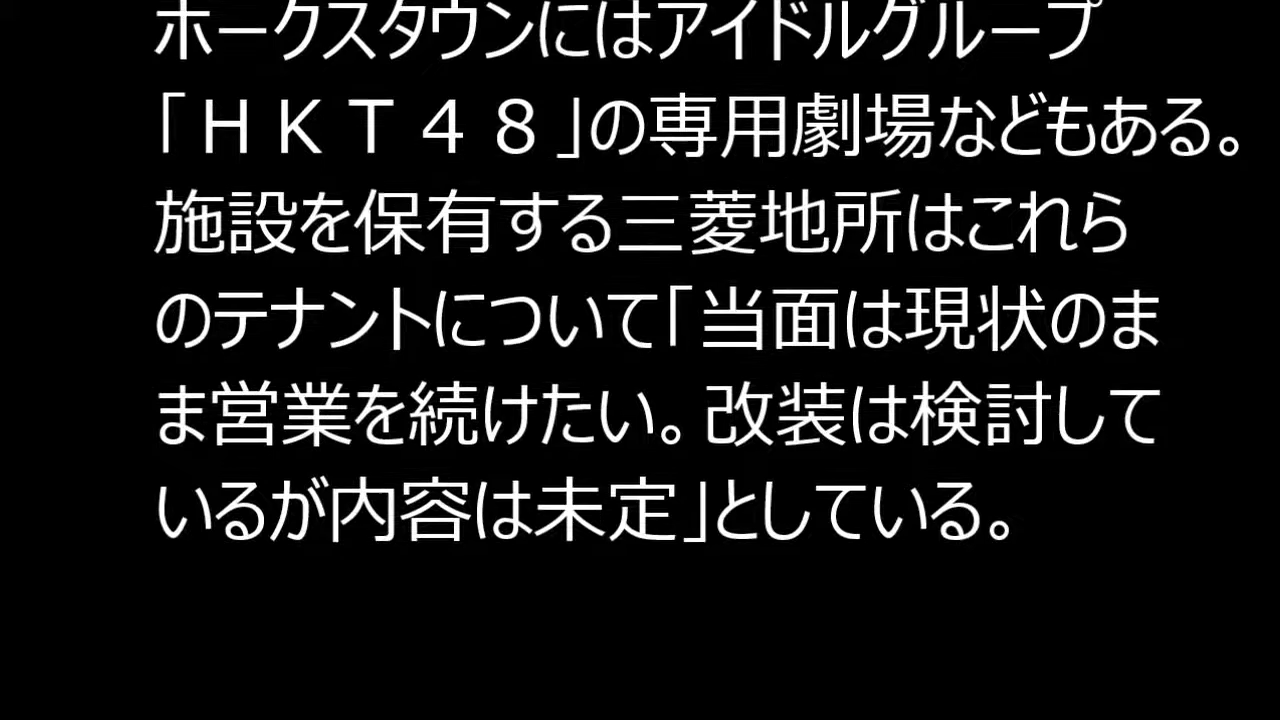 ホークスタウンにはアイドルグループ
「ＨＫＴ４８」の専用劇場などもある。
施設を保有する三菱地所はこれら
のテナントについて「当面は現状のま
ま営業を続けたい。改装は検討して
いるが内容は未定」としている。